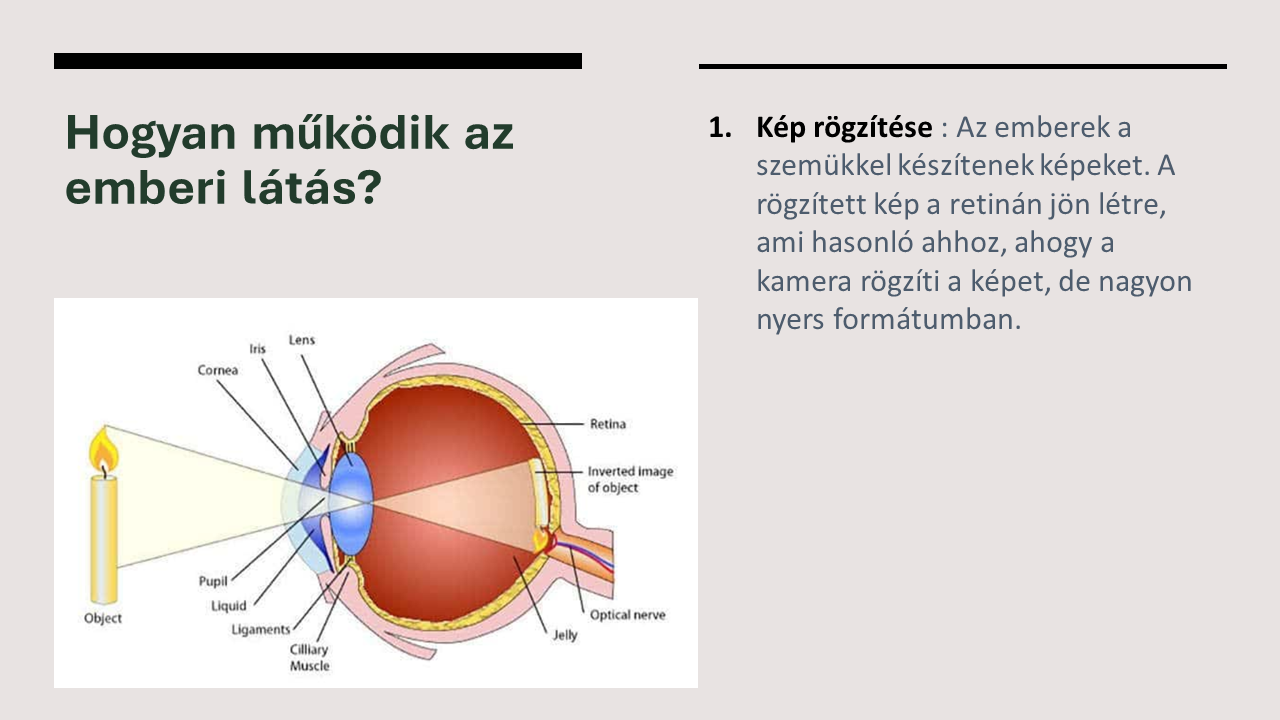 Hogyan működik az
emberi látás?
1. Kép rögzítése : Az emberek a
szemükkel készítenek képeket. A
rögzített kép a retinán jön létre,
ami hasonló ahhoz, ahogy a
kamera rögzíti a képet, de nagyon
nyers formátumban.
Lens
Iris
Cornea
Retina
Inverted image
of object
Pupil
Liquid
Object
Ligaments
Cilliary
Muscle
Jelly
Optical nerve